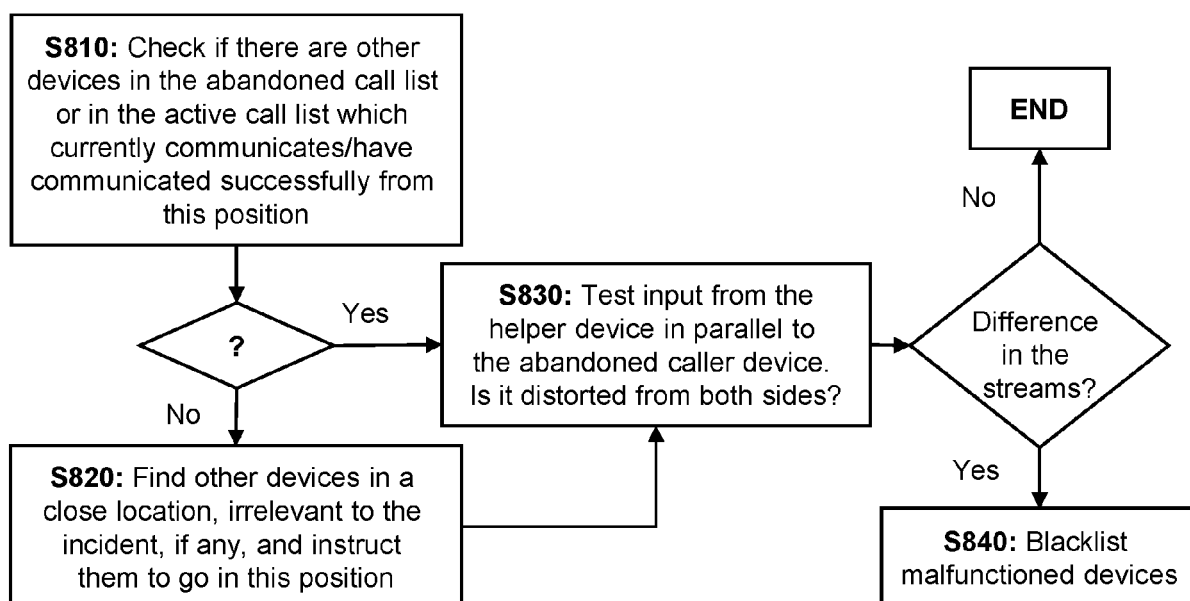 S810: Check if there are other
devices in the abandoned call list
or in the active call list which
currently communicates/have
communicated successfully from
this position
?
Yes
No
S820: Find other devices in a
close location, irrelevant to the
incident, if any, and instruct
them to go in this position
S830: Test input from the
helper device in parallel to
the abandoned caller device.
Is it distorted from both sides?
Difference
in the
streams?
No
END
Yes
S840: Blacklist
malfunctioned devices